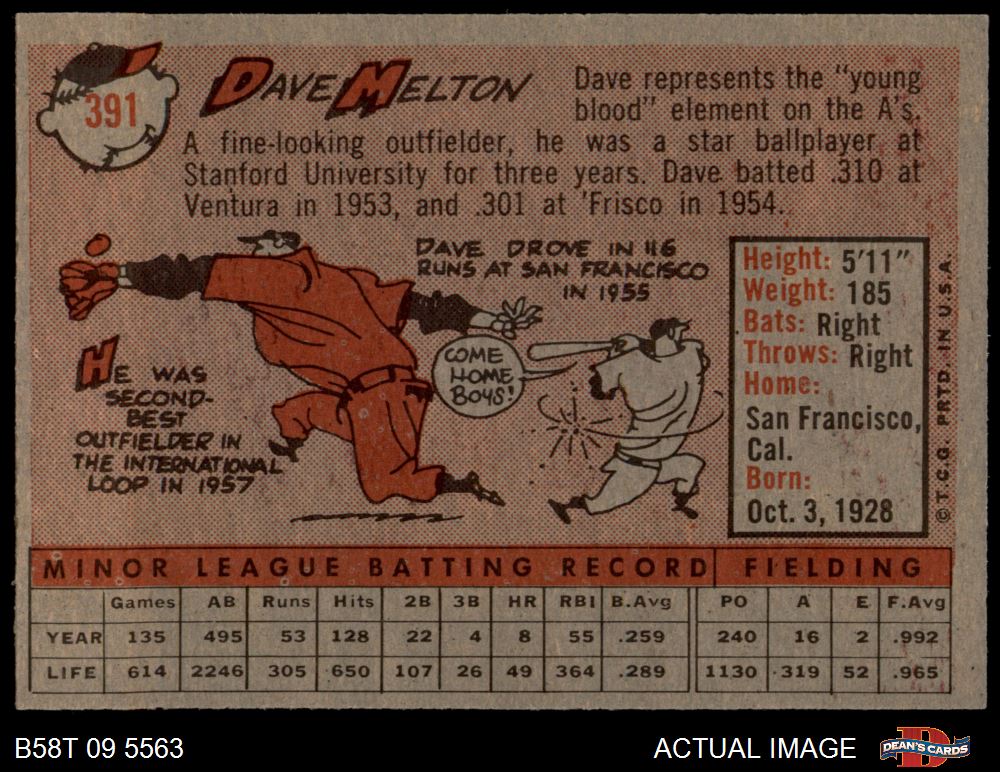 391
DAVE MELTON
Dave represents the "young
blood" element on the A's.
A fine-looking outfielder, he was a star ballplayer at
Stanford University for three years. Dave batted .310 at
Ventura in 1953, and .301 at 'Frisco in 1954.
DAVE DROVE IN 116
RUNS AT SAN FRANCISCO
IN 1955
COME
HOME
BOYS!
HE WAS
SECOND-
BEST
OUTFIELDER IN
THE INTERNATIONAL
LOOP IN 1957
Height: 5'11"
Weight: 185
Bats: Right
Throws: Right
Home:
San Francisco,
Cal.
Born:
Oct. 3, 1928
© T.C.G. PRTD. IN U.S.A.
MINOR LEAGUE BATTING RECORD FIELDING
Games AB Runs Hits 2B 3B HR RBI B.Avg PO A E F.Avg
YEAR 135 495 53 128 22 4 8 55 .259 240 16 2 .992
LIFE 614 2246 305 650 107 26 49 364 .289 1130 319 52 .965
B58T 09 5563
ACTUAL IMAGE
D
DEAN'S CARDS